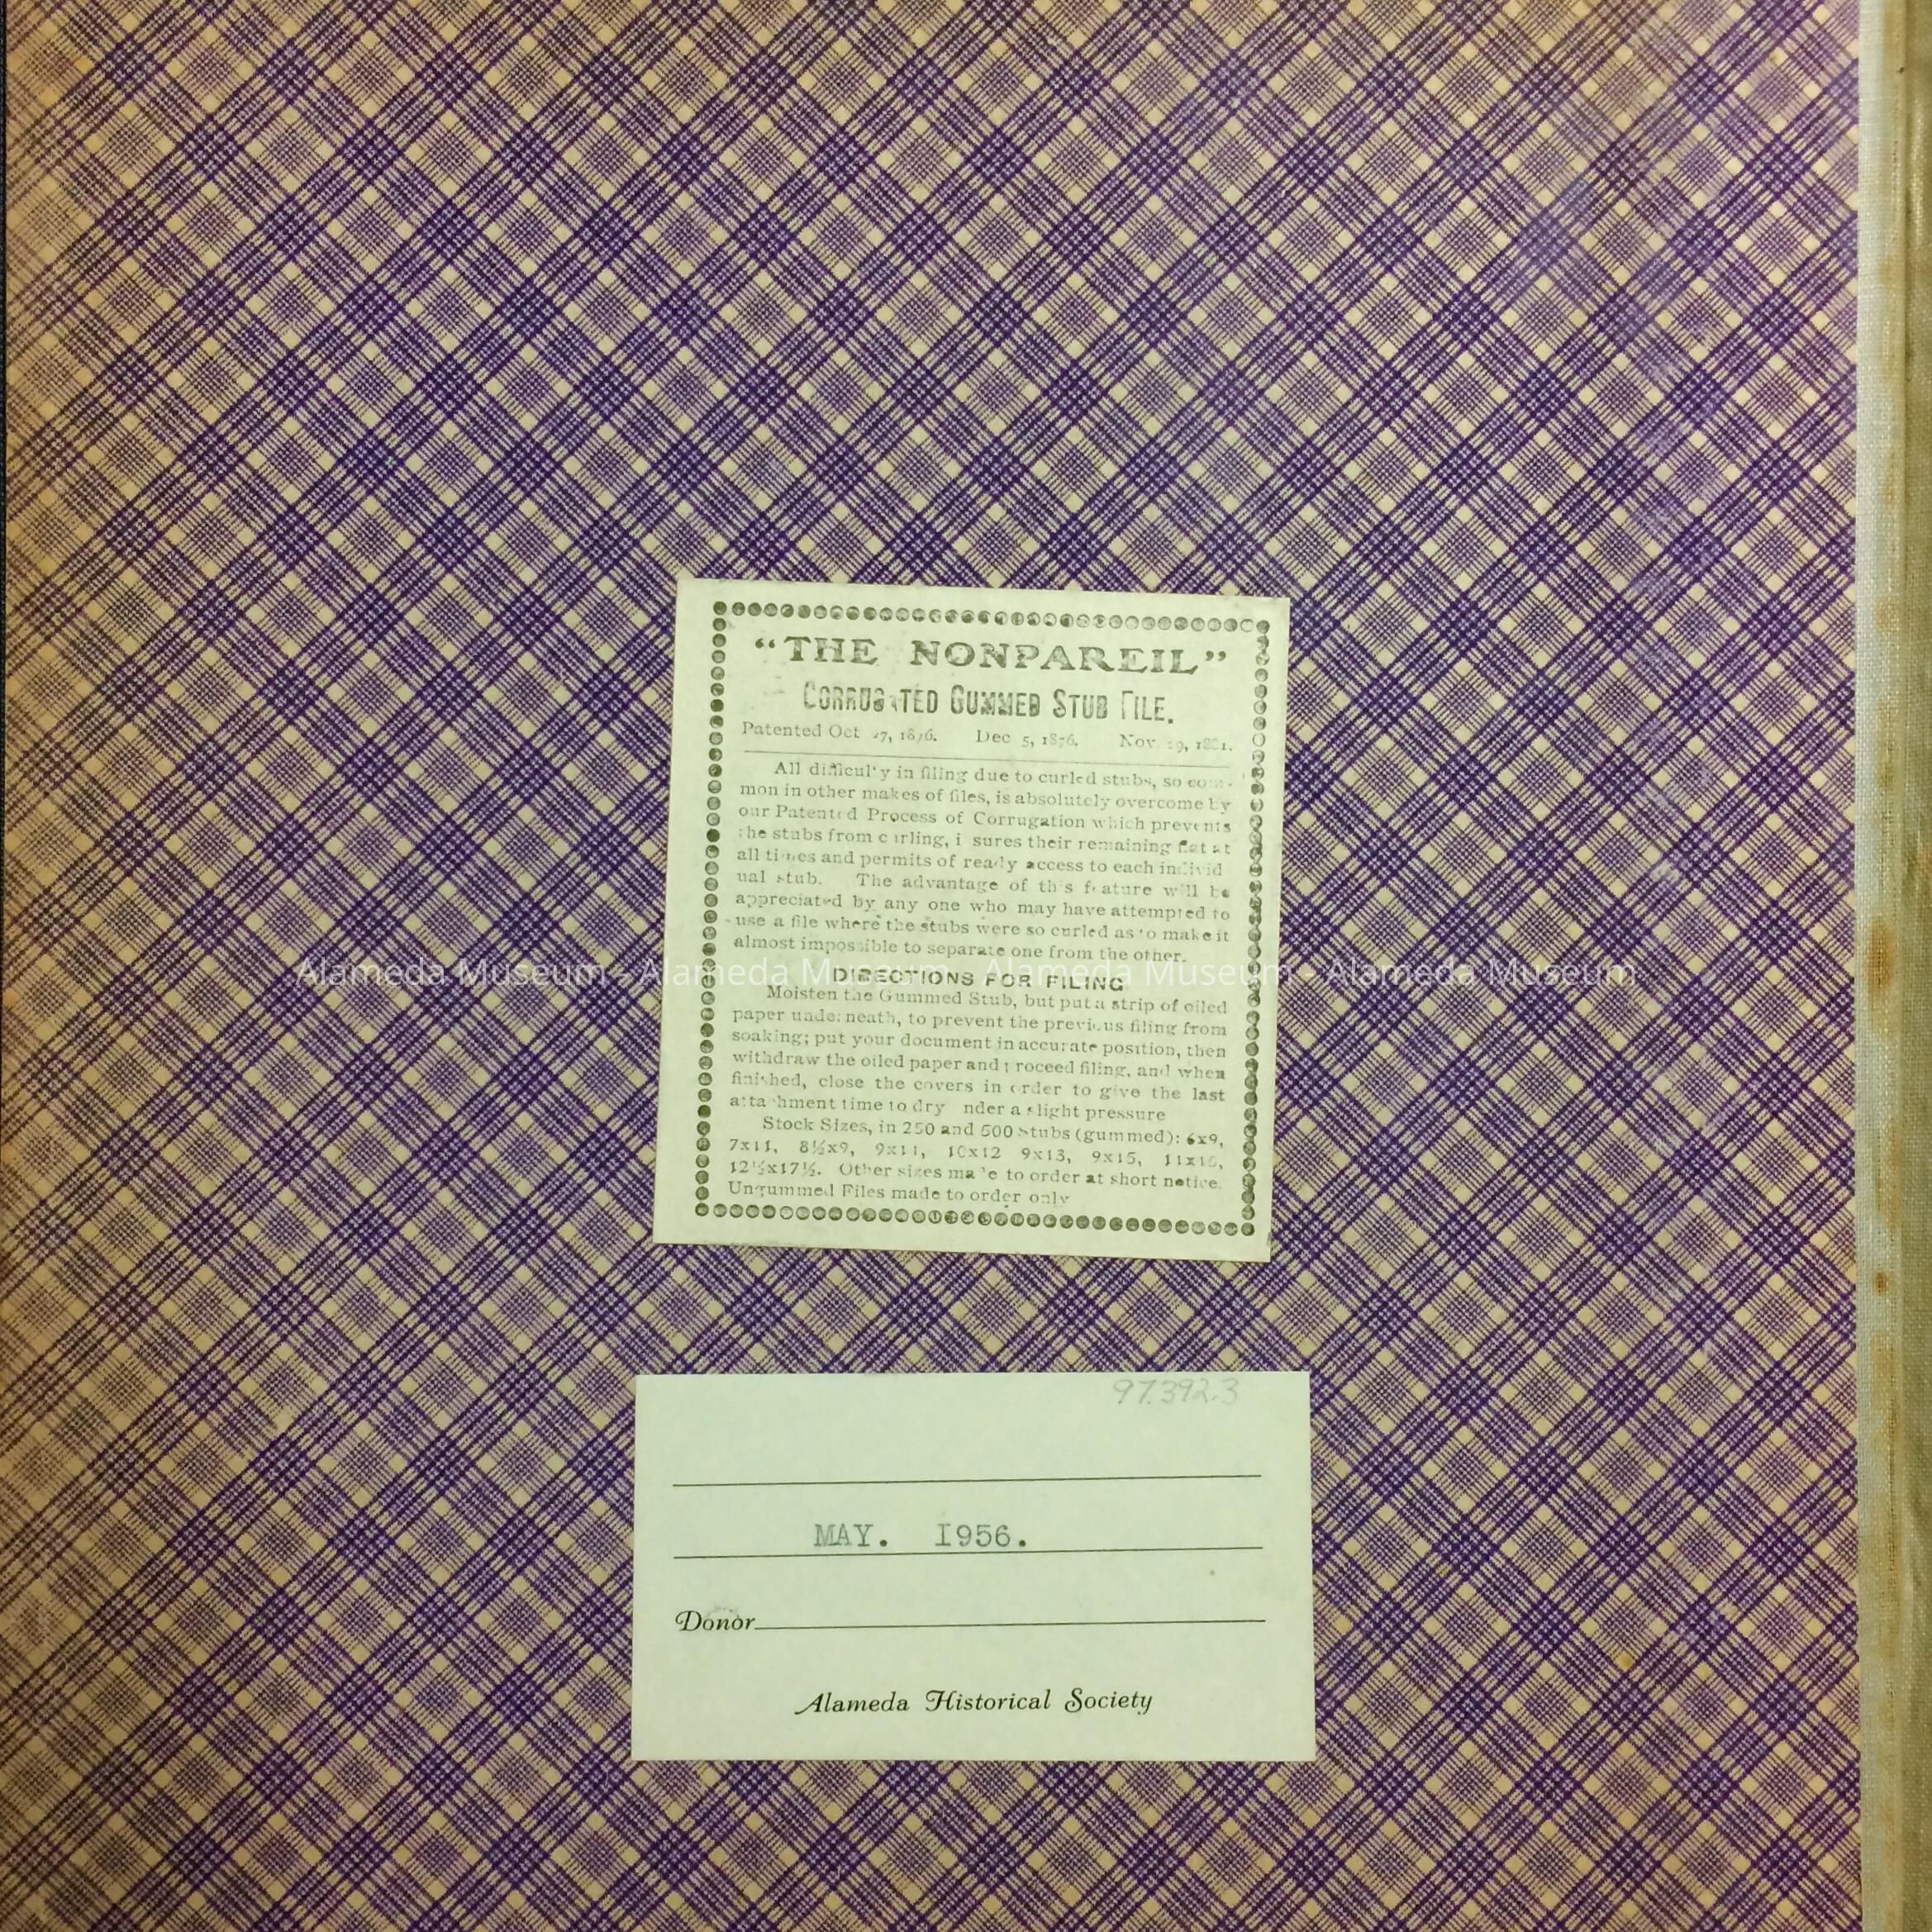 "THE NONPAREIL"
CORRUGATED GUMMED STUB FILE.
Patented Oct 27, 1876. Dec 5, 1876. Nov. 29, 1881.
All difficulty in filing due to curled stubs, so com-
mon in other makes of files, is absolutely overcome by
our Patented Process of Corrugation which prevents
the stubs from curling, insures their remaining flat at
all times and permits of ready access to each individ
ual stub. The advantage of this feature will be
appreciated by any one who may have attempted to
use a file where the stubs were so curled as to make it
almost impossible to separate one from the other.
Alameda Museum - Alameda Museum - Alameda Museum - Alameda Museum
DIRECTIONS FOR FILING
Moisten the Gummed Stub, but put a strip of oiled
paper underneath, to prevent the previous filing from
soaking; put your document in accurate position, then
withdraw the oiled paper and proceed filing, and when
finished, close the covers in order to give the last
attachment time to dry under a slight pressure
Stock Sizes, in 250 and 500 Stubs (gummed): 6x9,
7x11, 8½x9, 9x11, 10x12 9x13, 9x15, 11x16,
12½x17½. Other sizes made to order at short notice.
Ungummed Files made to order only
97.392.3
MAY. 1956.
Donor
Alameda Historical Society